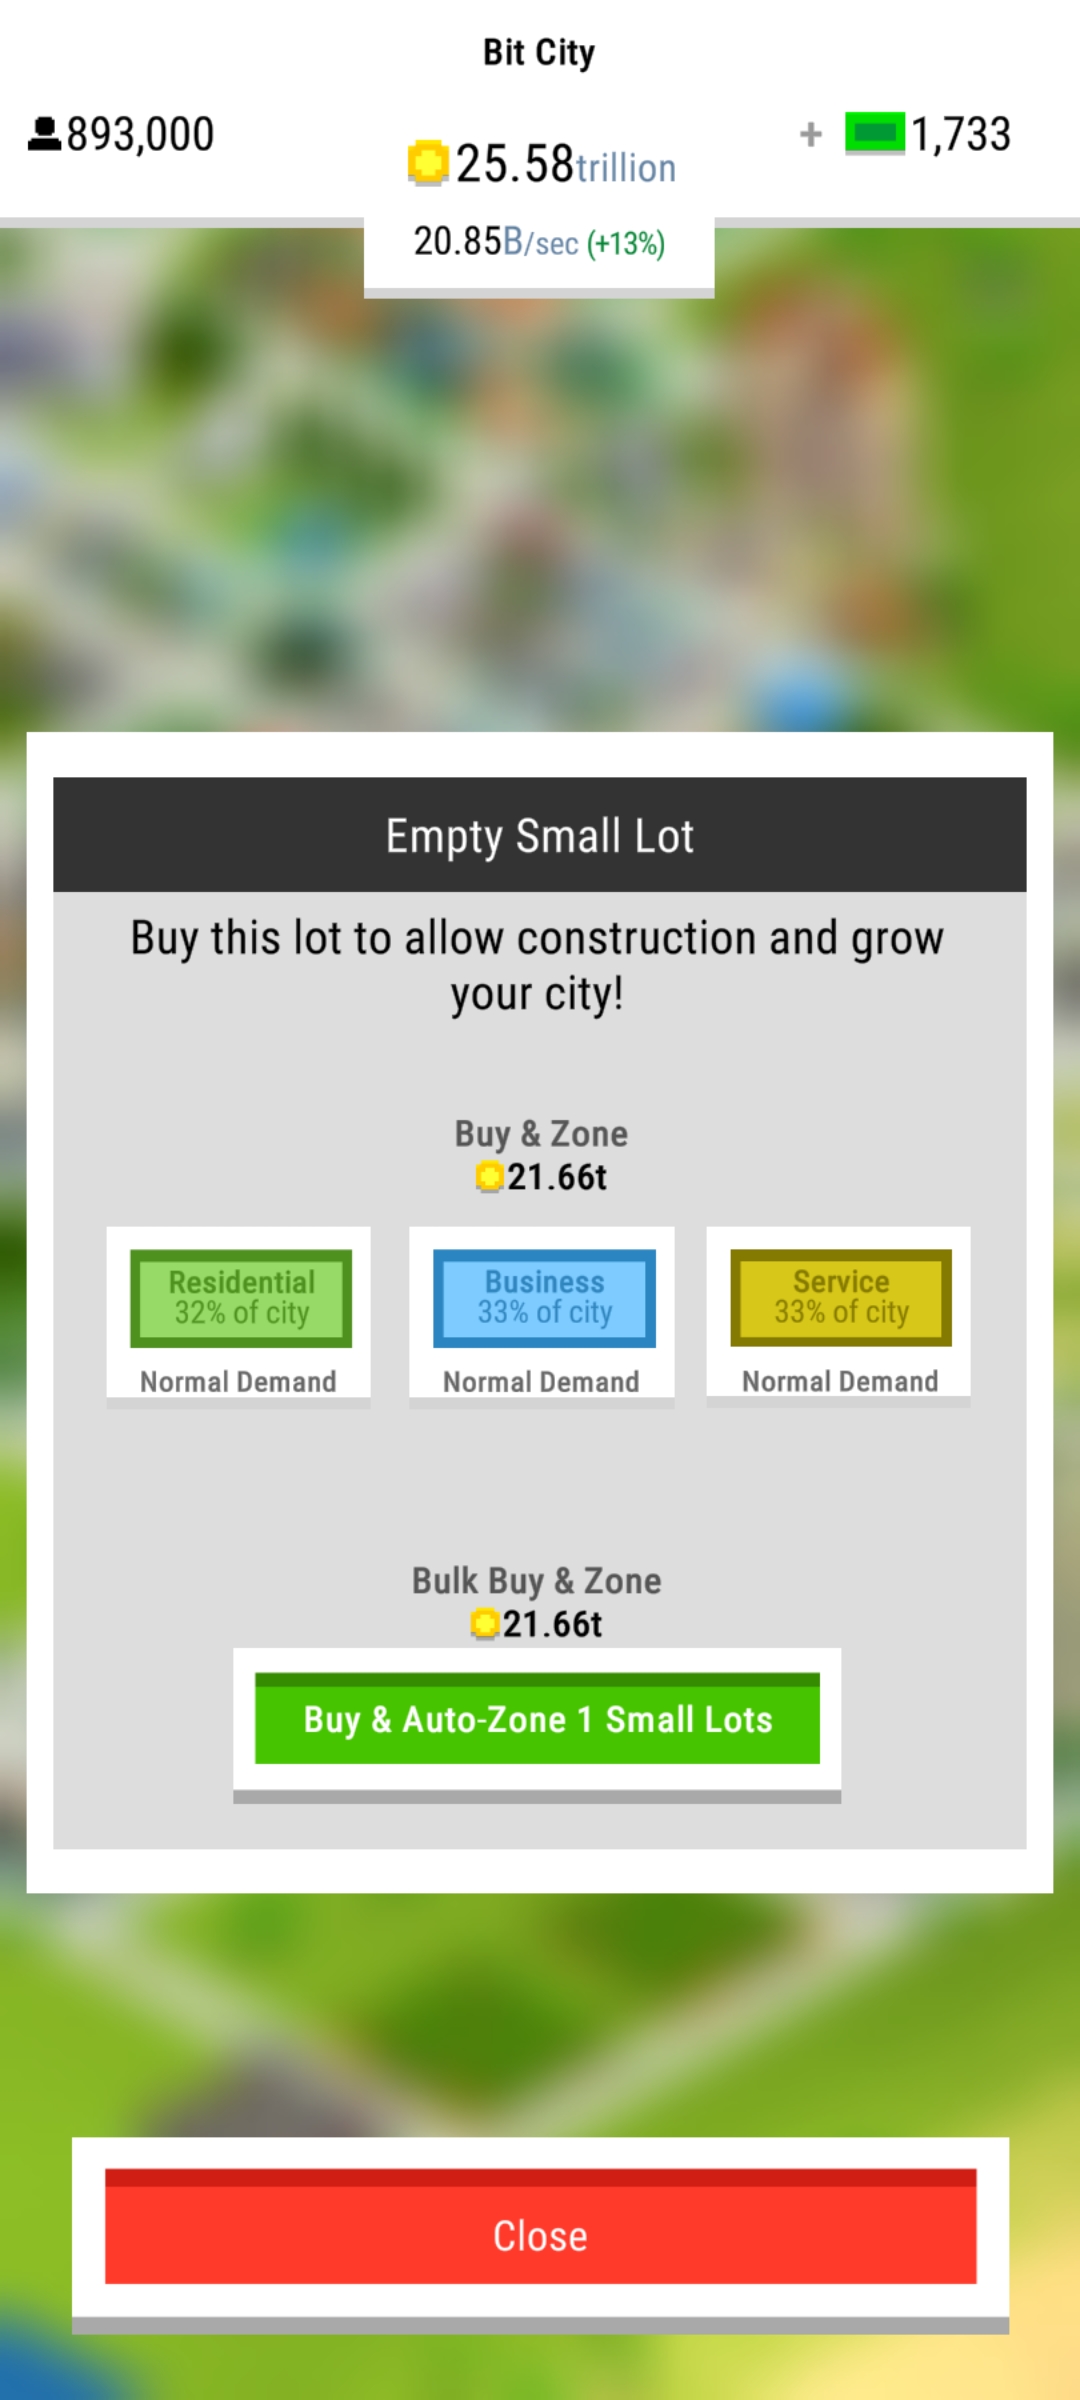 Bit City
893,000
25.58trillion
+ 1,733
20.85B/sec (+13%)
Empty Small Lot
Buy this lot to allow construction and grow
your city!
Buy & Zone
21.66t
Residential
32% of city
Normal Demand
Business
33% of city
Normal Demand
Service
33% of city
Normal Demand
Bulk Buy & Zone
21.66t
Buy & Auto-Zone 1 Small Lots
Close